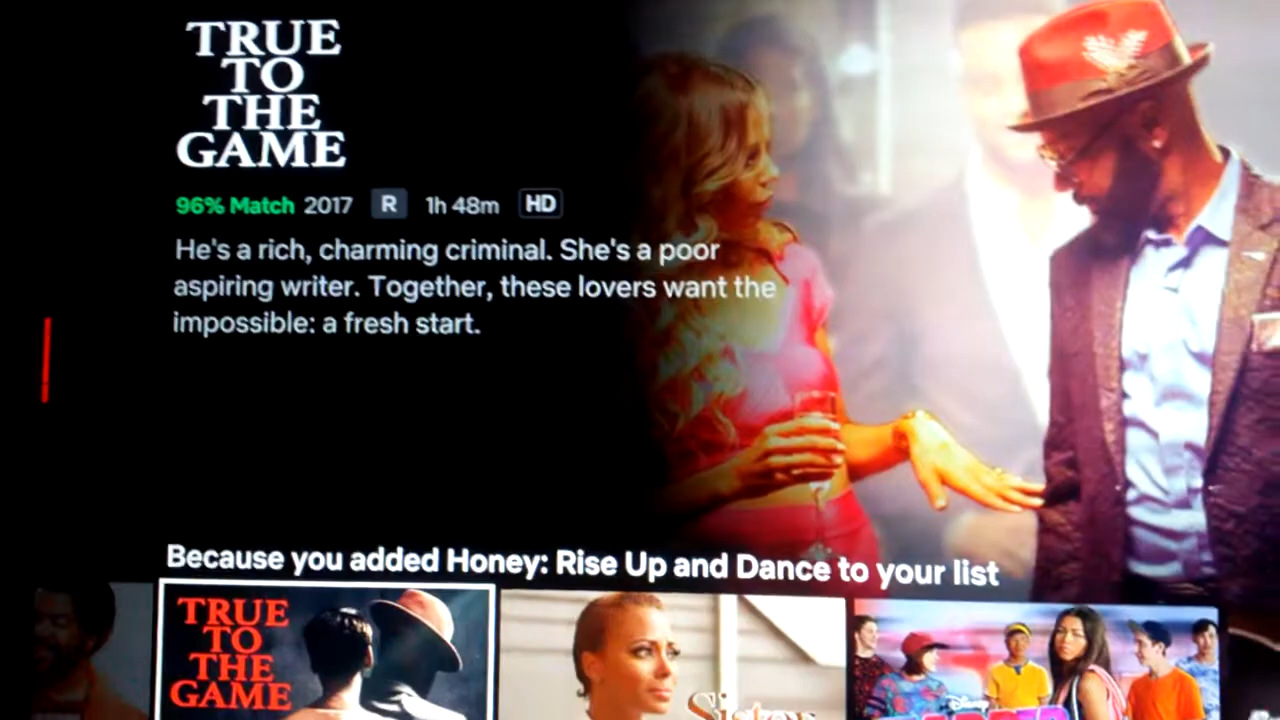 TRUE
TO
THE
GAME
96% Match 2017 R 1h 48m HD
He's a rich, charming criminal. She's a poor
aspiring writer. Together, these lovers want the
impossible: a fresh start.
Because you added Honey: Rise Up and Dance to your list
TRUE
TO
THE
GAME
Sister
Disney